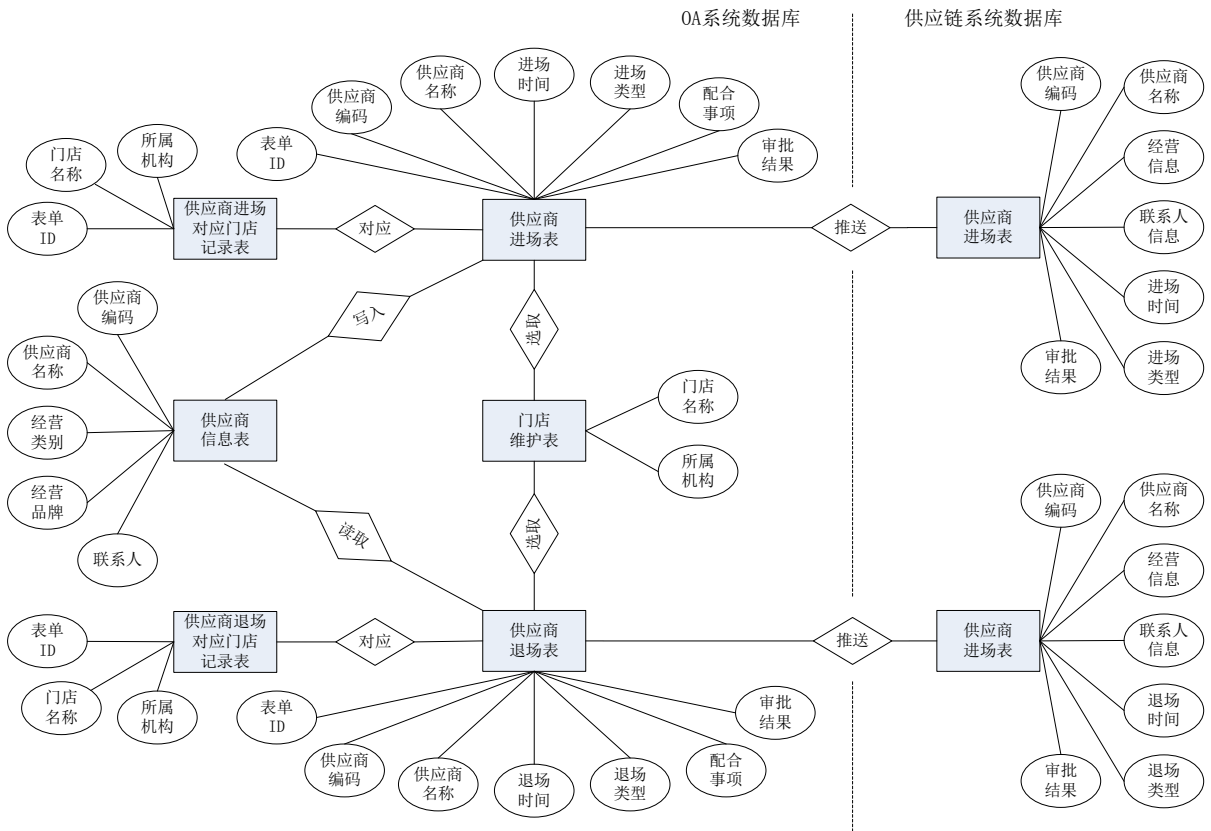 OA系统数据库
供应链系统数据库
表单
ID
供应商
编码
供应商
名称
进场
时间
进场
类型
配合
事项
审批
结果
供应商
编码
供应商
名称
经营
信息
联系人
信息
进场
时间
进场
类型
审批
结果
表单
ID
门店
名称
所属
机构
供应商进场
对应门店
记录表
对应
供应商
进场表
推送
供应商
进场表
写入
选取
供应商
编码
供应商
名称
经营
类别
经营
品牌
联系人
供应商
信息表
门店
维护表
门店
名称
所属
机构
读取
选取
表单
ID
门店
名称
所属
机构
供应商退场
对应门店
记录表
对应
供应商
退场表
推送
供应商
进场表
表单
ID
供应商
编码
供应商
名称
退场
时间
退场
类型
配合
事项
审批
结果
供应商
编码
供应商
名称
经营
信息
联系人
信息
退场
时间
退场
类型
审批
结果